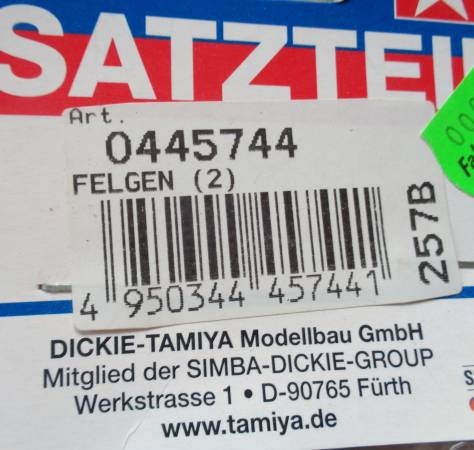 SATZTEIL
Art.
0445744
FELGEN (2)
257B
4 950344 457441
DICKIE-TAMIYA Modellbau GmbH
Mitglied der SIMBA-DICKIE-GROUP
Werkstrasse 1 • D-90765 Fürth
www.tamiya.de